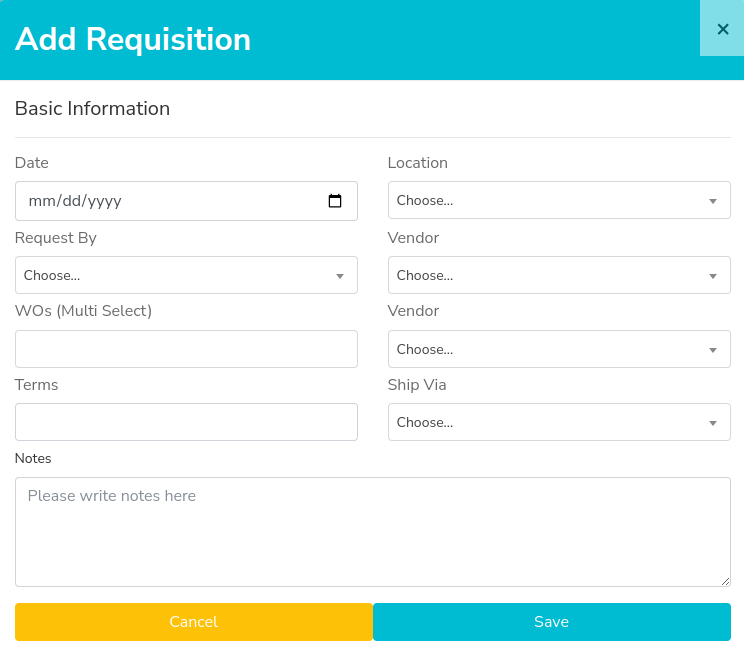 Add Requisition
×
Basic Information
Date
Location
mm/dd/yyyy
Choose...
Request By
Vendor
Choose...
Choose...
WOs (Multi Select)
Vendor
Choose...
Terms
Ship Via
Choose...
Notes
Please write notes here
Cancel
Save